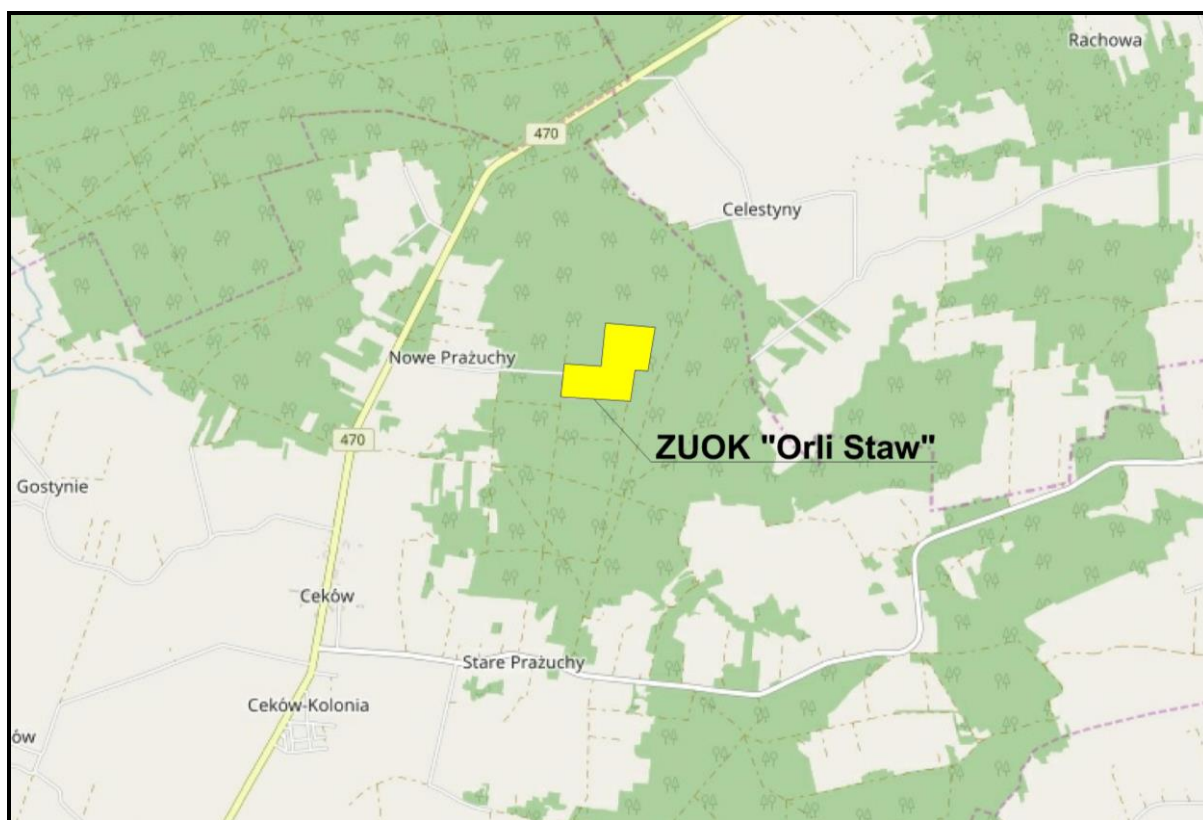 Rachowa
470
Celestyny
Nowe Prażuchy
470
ZUOK "Orli Staw"
Gostynie
Ceków
Stare Prażuchy
Ceków-Kolonia
ów